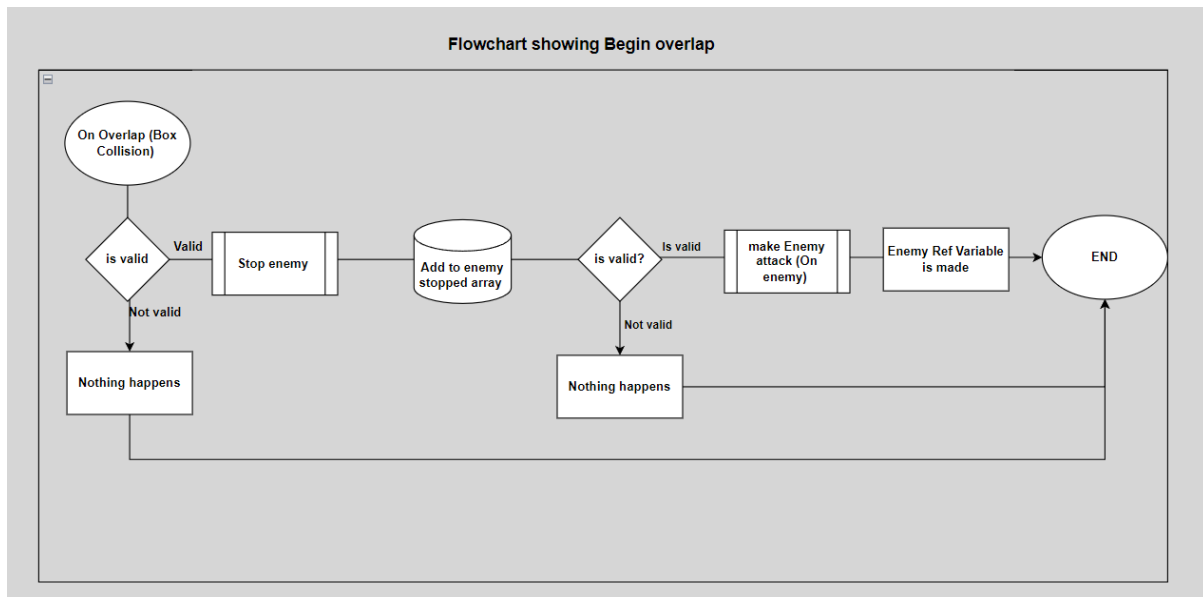 Flowchart showing Begin overlap
On Overlap (Box
Collision)
is valid
Valid
Stop enemy
Add to enemy
stopped array
is valid?
Is valid
make Enemy
attack (On
enemy)
Enemy Ref Variable
is made
END
Not valid
Nothing happens
Not valid
Nothing happens